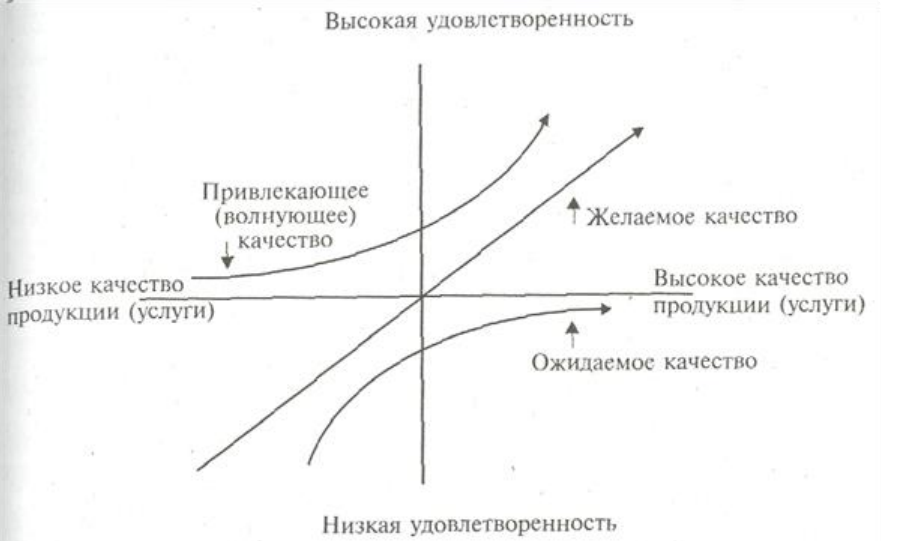 Высокая удовлетворенность
Привлекающее
(волнующее)
качество
Желаемое качество
Низкое качество
продукции (услуги)
Высокое качество
продукции (услуги)
Ожидаемое качество
Низкая удовлетворенность